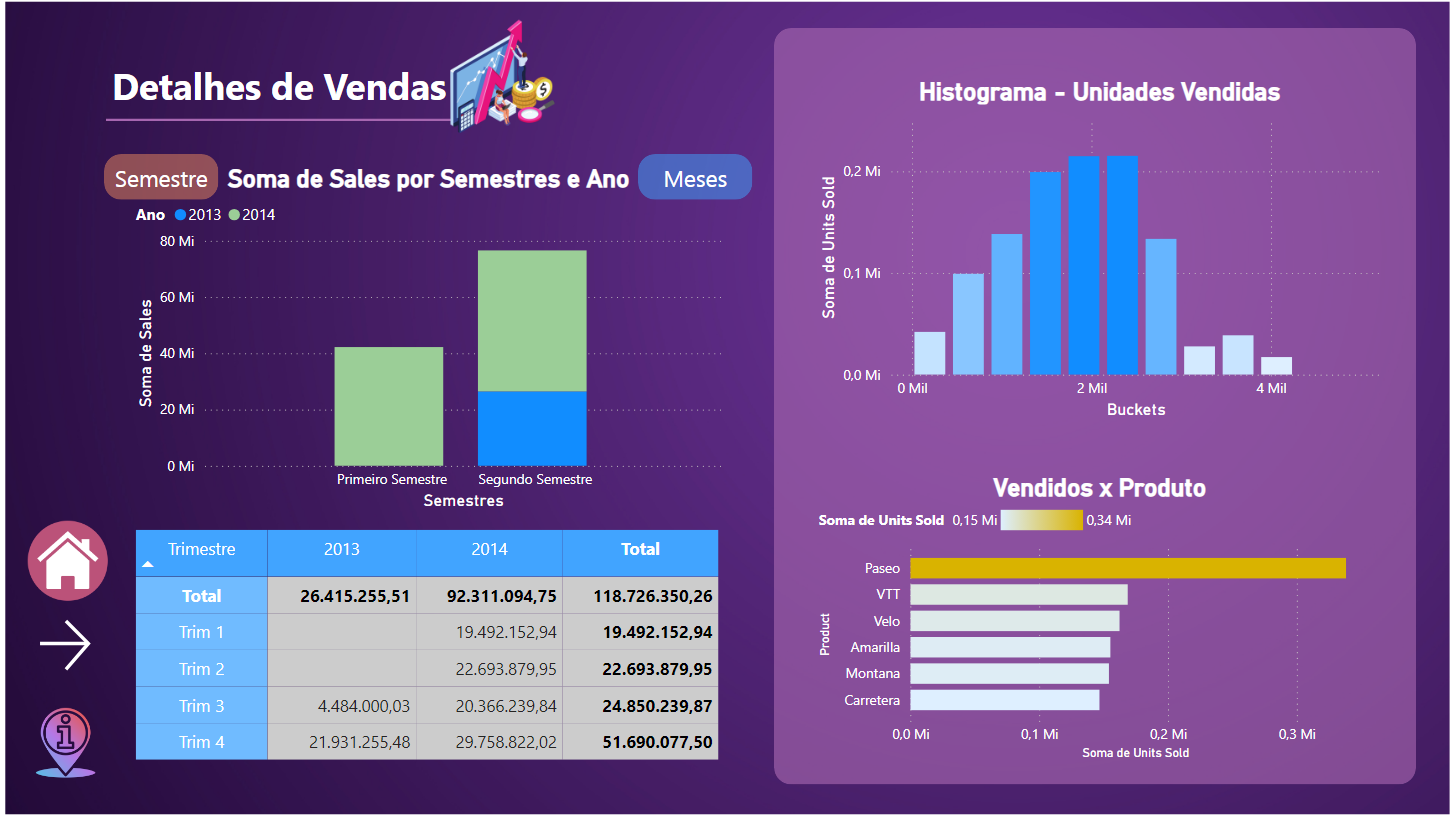 Detalhes de Vendas
$
Semestre
Soma de Sales por Semestres e Ano
Meses
Ano 2013 2014
80 Mi
60 Mi
40 Mi
20 Mi
0 Mi
Soma de Sales
Primeiro Semestre Segundo Semestre
Semestres
Trimestre 2013 2014 Total
Total 26.415.255,51 92.311.094,75 118.726.350,26
Trim 1 19.492.152,94 19.492.152,94
Trim 2 22.693.879,95 22.693.879,95
Trim 3 4.484.000,03 20.366.239,84 24.850.239,87
Trim 4 21.931.255,48 29.758.822,02 51.690.077,50
i
Histograma - Unidades Vendidas
0,2 Mi
0,1 Mi
0,0 Mi
Soma de Units Sold
0 Mil 2 Mil 4 Mil
Buckets
Vendidos x Produto
Soma de Units Sold 0,15 Mi 0,34 Mi
Product
Paseo
VTT
Velo
Amarilla
Montana
Carretera
0,0 Mi 0,1 Mi 0,2 Mi 0,3 Mi
Soma de Units Sold